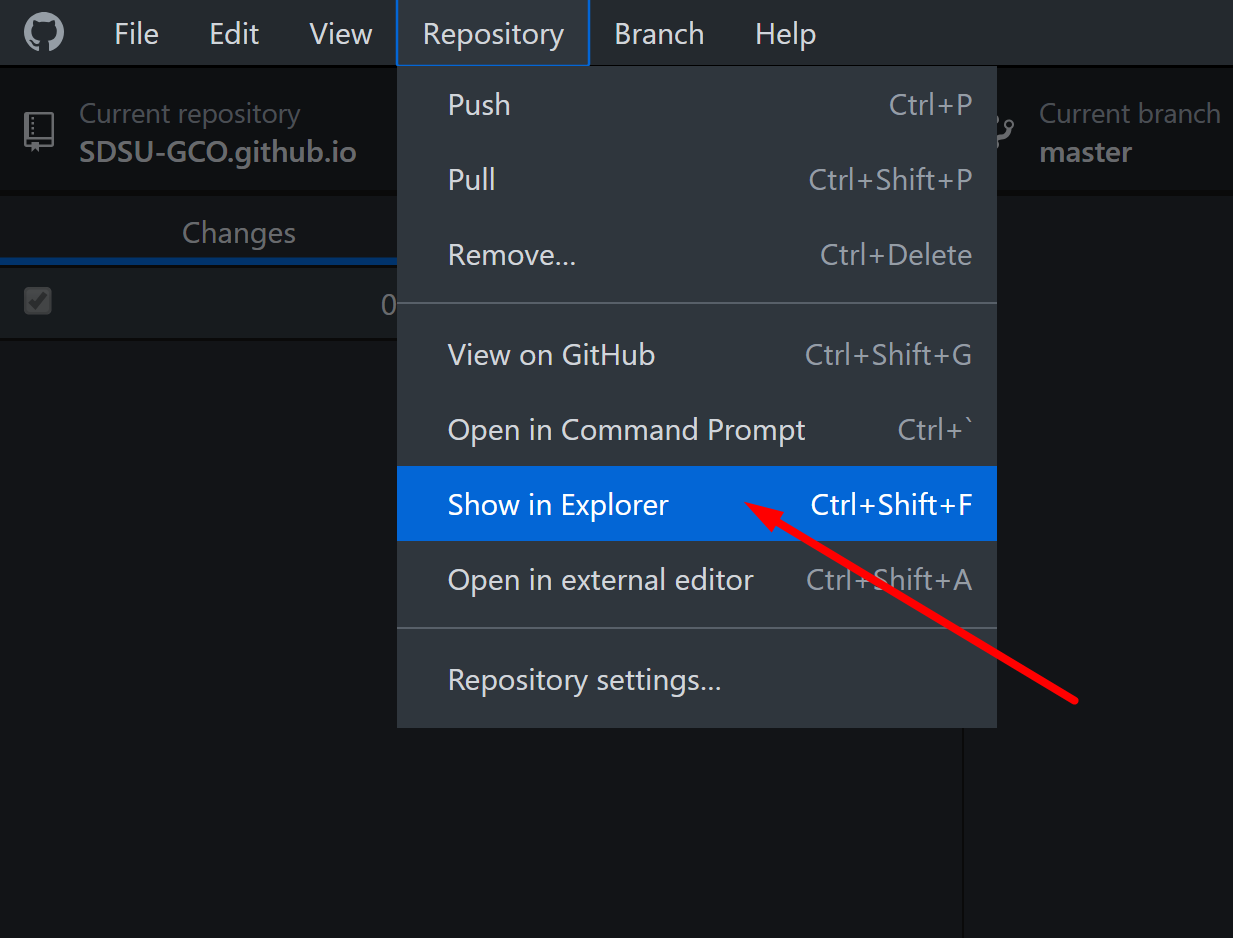 File Edit View Repository Branch Help
Current repository
SDSU-GCO.github.io
Current branch
master
Changes
0
Push Ctrl+P
Pull Ctrl+Shift+P
Remove... Ctrl+Delete
View on GitHub Ctrl+Shift+G
Open in Command Prompt Ctrl+`
Show in Explorer Ctrl+Shift+F
Open in external editor Ctrl+Shift+A
Repository settings...